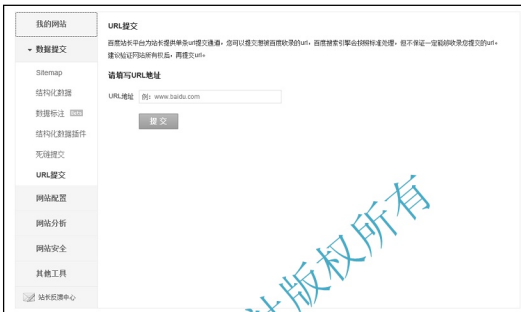 我的网站
数据提交
Sitemap
结构化数据
数据标注 Beta
结构化数据插件
死链提交
URL提交
网站配置
网站分析
网站安全
其他工具
站长反馈中心
URL提交
百度站长平台为站长提供单条url提交通道，您可以提交想被百度收录的url，百度搜索引擎会按照标准处理，但不保证一定能够收录您提交的url。
建议验证网站所有权后，再提交url。
请填写URL地址
URL地址 例：www.baidu.com
提 交
版权所有